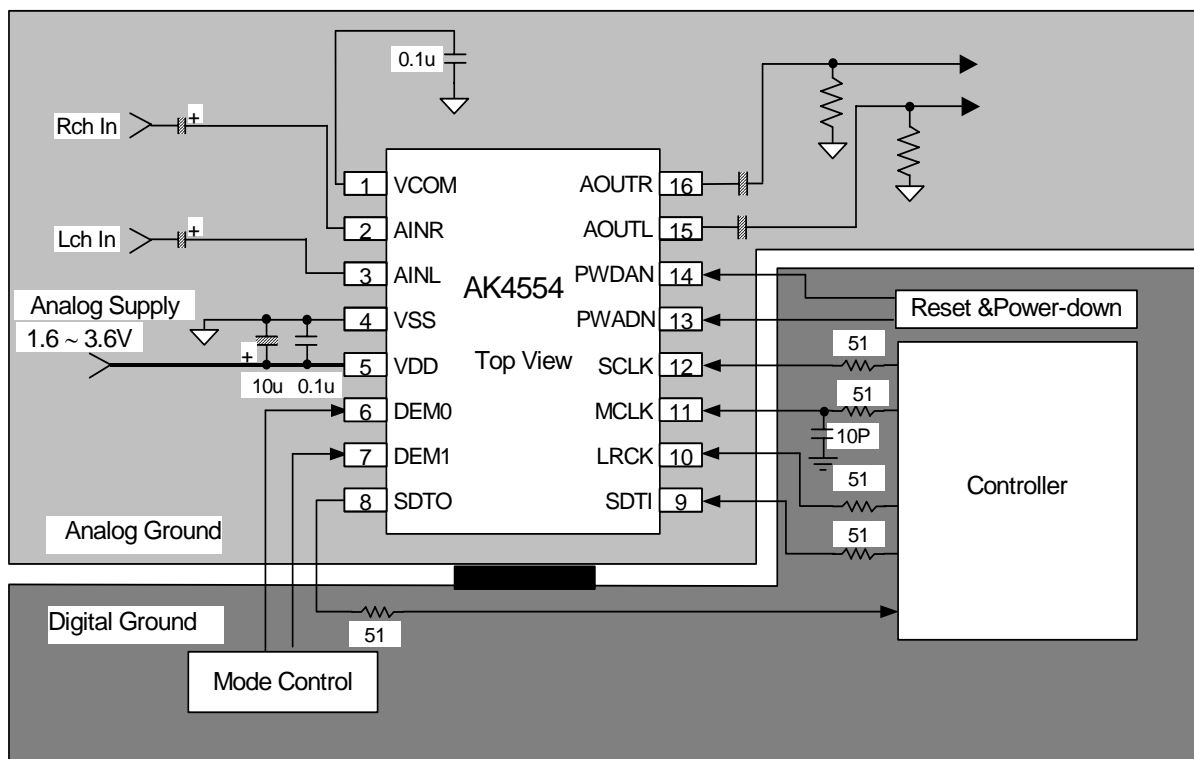 0.1u
Rch In
+
Lch In
+
Analog Supply
1.6 ~ 3.6V
+
10u
0.1u
1
VCOM
2
AINR
3
AINL
4
VSS
5
VDD
6
DEM0
7
DEM1
8
SDTO
AK4554
Top View
AOUTR
16
AOUTL
15
PWDAN
14
PWADN
13
SCLK
12
MCLK
11
LRCK
10
SDTI
9
Reset &Power-down
51
51
10P
51
51
Controller
Analog Ground
Digital Ground
51
Mode Control